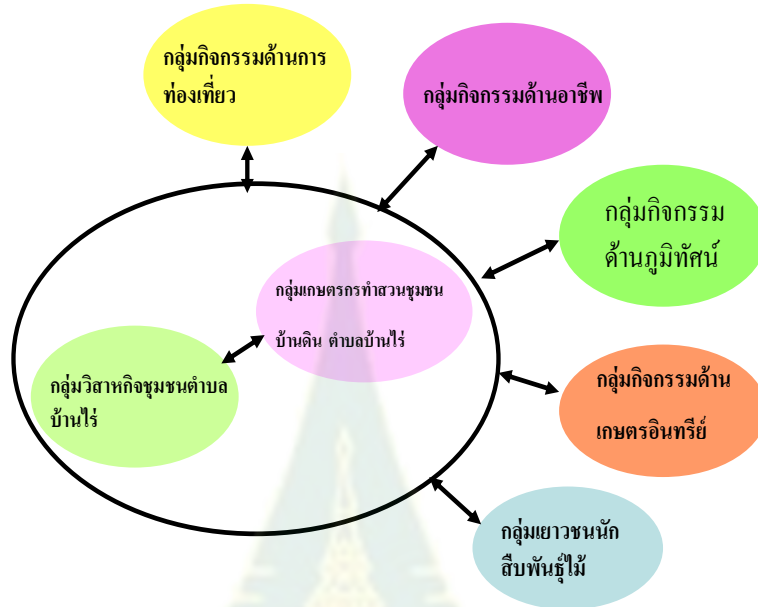 กลุ่มกิจกรรมด้านการ
ท่องเที่ยว
กลุ่มกิจกรรมด้านอาชีพ
กลุ่มกิจกรรม
ด้านภูมิทัศน์
กลุ่มเกษตรกรทำสวนชุมชน
บ้านดิน ตำบลบ้านไร่
กลุ่มวิสาหกิจชุมชนตำบล
บ้านไร่
กลุ่มกิจกรรมด้าน
เกษตรอินทรีย์
กลุ่มเยาวชนนัก
สืบพันธุ์ไม้